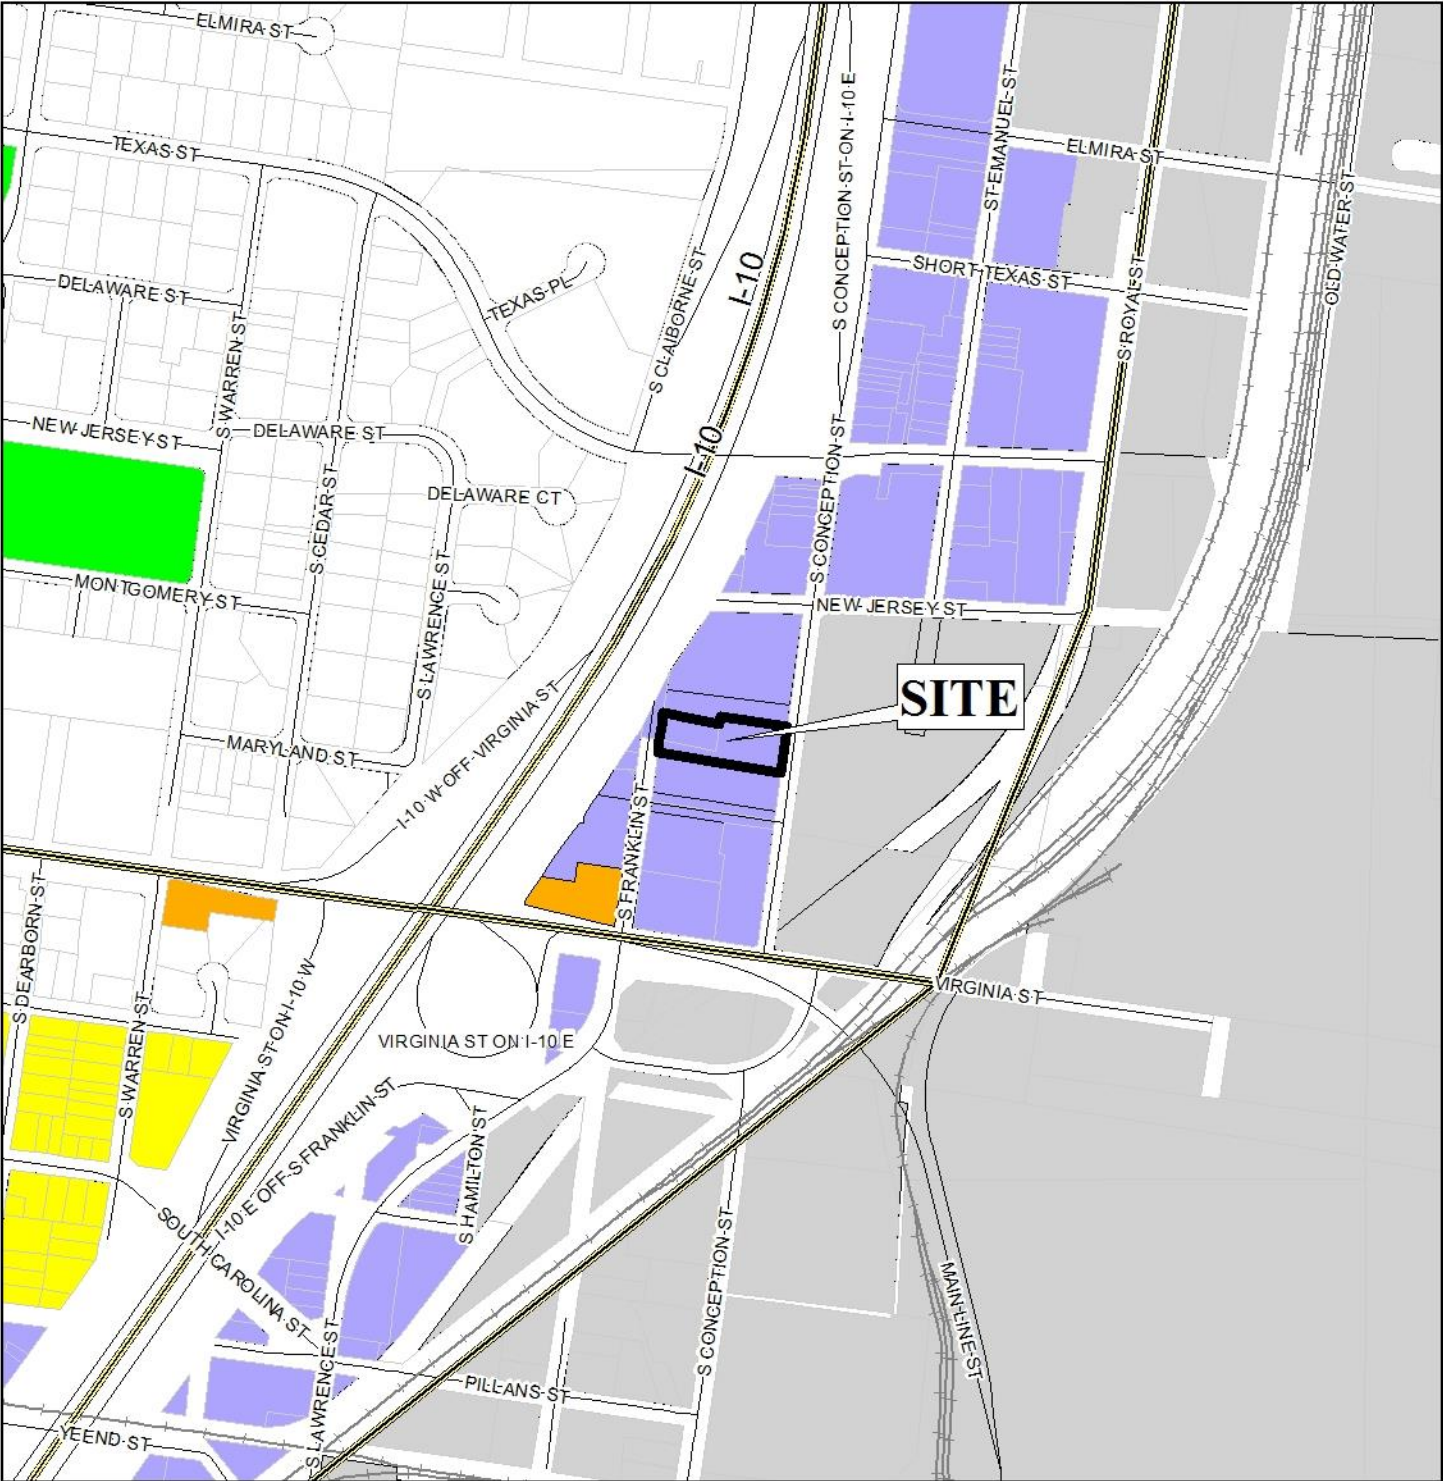 ELMIRA ST
TEXAS ST
DELAWARE ST
TEXAS PL
S CLAIBORNE ST
I-10
S CONCEPTION ST ON I-10 E
ST EMANUEL ST
ELMIRA ST
SHORT TEXAS ST
S ROYAL ST
OLD WATER ST
S WARREN ST
NEW JERSEY ST
DELAWARE ST
I-10
S CONCEPTION ST
S CEDAR ST
DELAWARE CT
MONTGOMERY ST
S LAWRENCE ST
NEW JERSEY ST
SITE
MARYLAND ST
I-10 W OFF VIRGINIA ST
S FRANKLIN ST
S DEARBORN ST
S WARREN ST
VIRGINIA ST ON I-10 W
VIRGINIA ST
VIRGINIA ST ON I-10 E
I-10 E OFF S FRANKLIN ST
S HAMILTON ST
SOUTH CAROLINA ST
S CONCEPTION ST
MAIN LINE ST
S LAWRENCE ST
PILLANS ST
YEEND ST